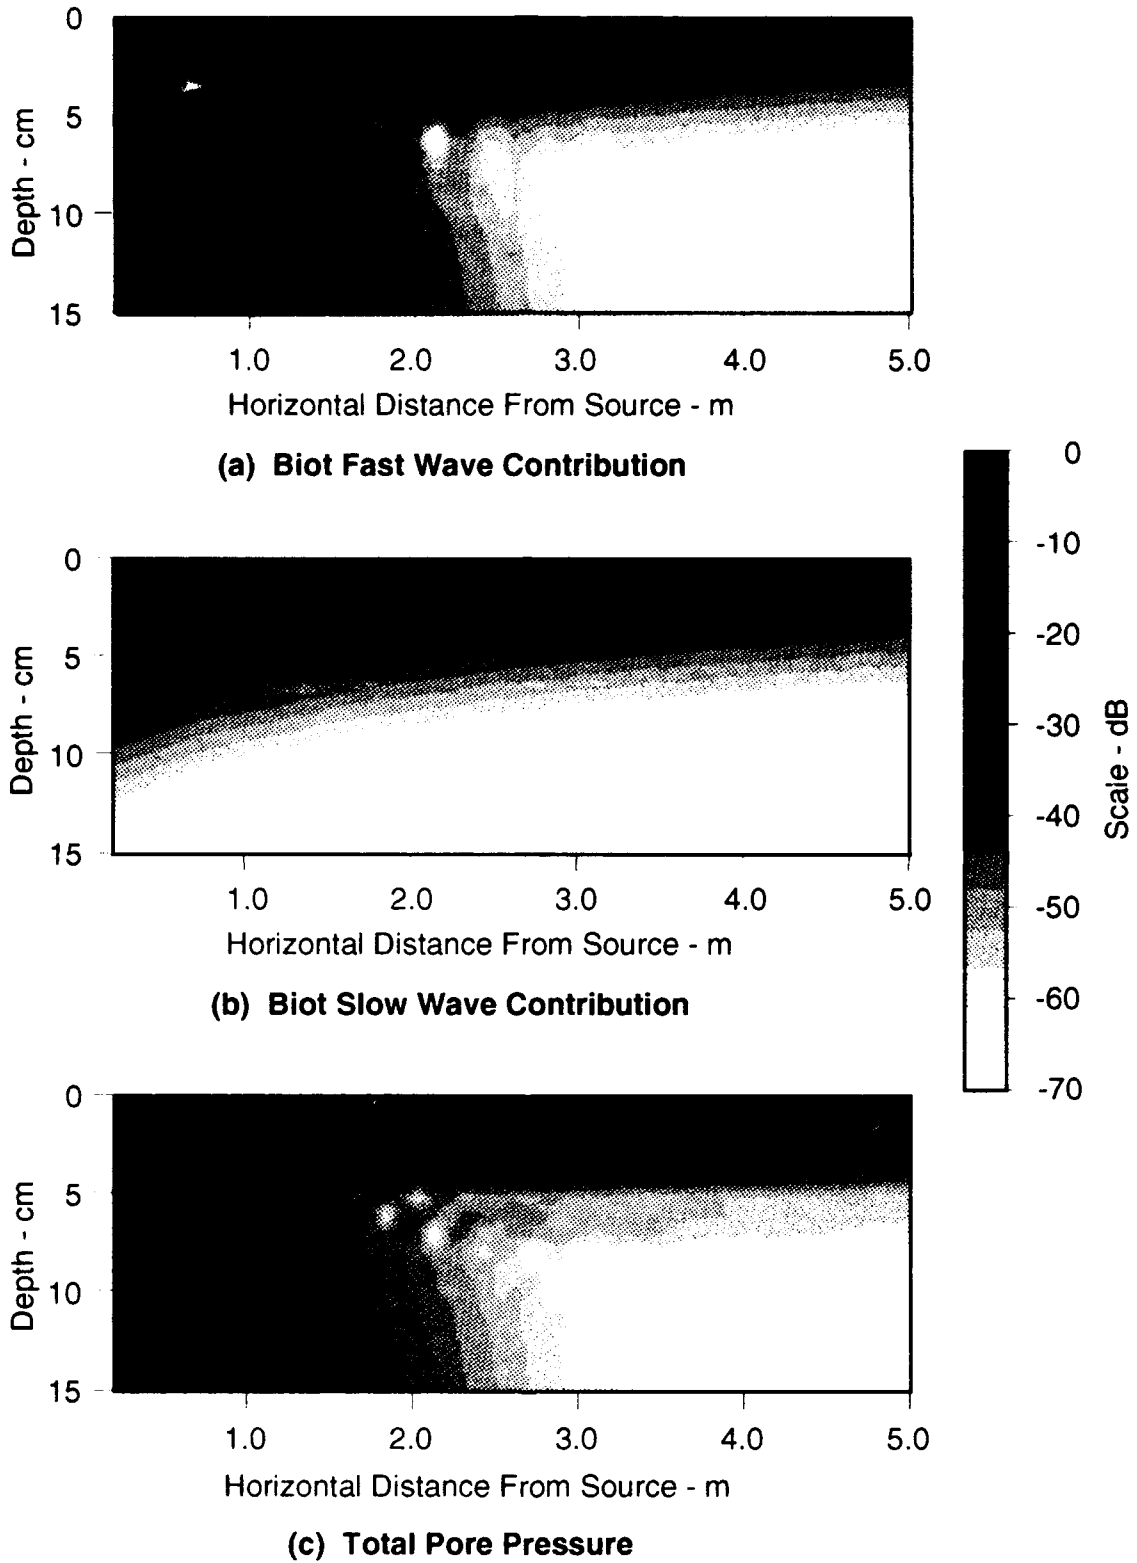 0
5
10
15
Depth - cm
1.0 2.0 3.0 4.0 5.0
Horizontal Distance From Source - m
(a) Biot Fast Wave Contribution
0
5
10
15
Depth - cm
1.0 2.0 3.0 4.0 5.0
Horizontal Distance From Source - m
(b) Biot Slow Wave Contribution
0
-10
-20
-30
-40
-50
-60
-70
Scale - dB
0
5
10
15
Depth - cm
1.0 2.0 3.0 4.0 5.0
Horizontal Distance From Source - m
(c) Total Pore Pressure